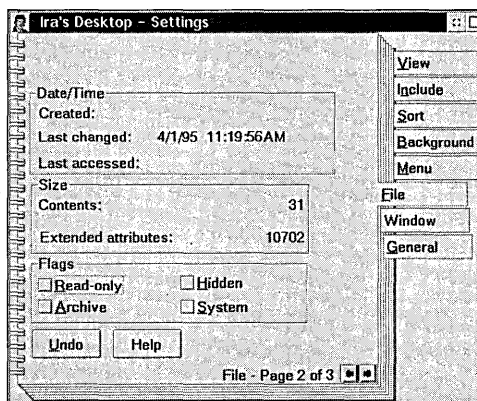 Ira's Desktop - Settings
View
Include
Sort
Background
Menu
File
Window
General
Date/Time
Created:
Last changed: 4/1/95 11:19:56AM
Last accessed:
Size
Contents: 31
Extended attributes: 10702
Flags
Read-only Hidden
Archive System
Undo Help
File - Page 2 of 3